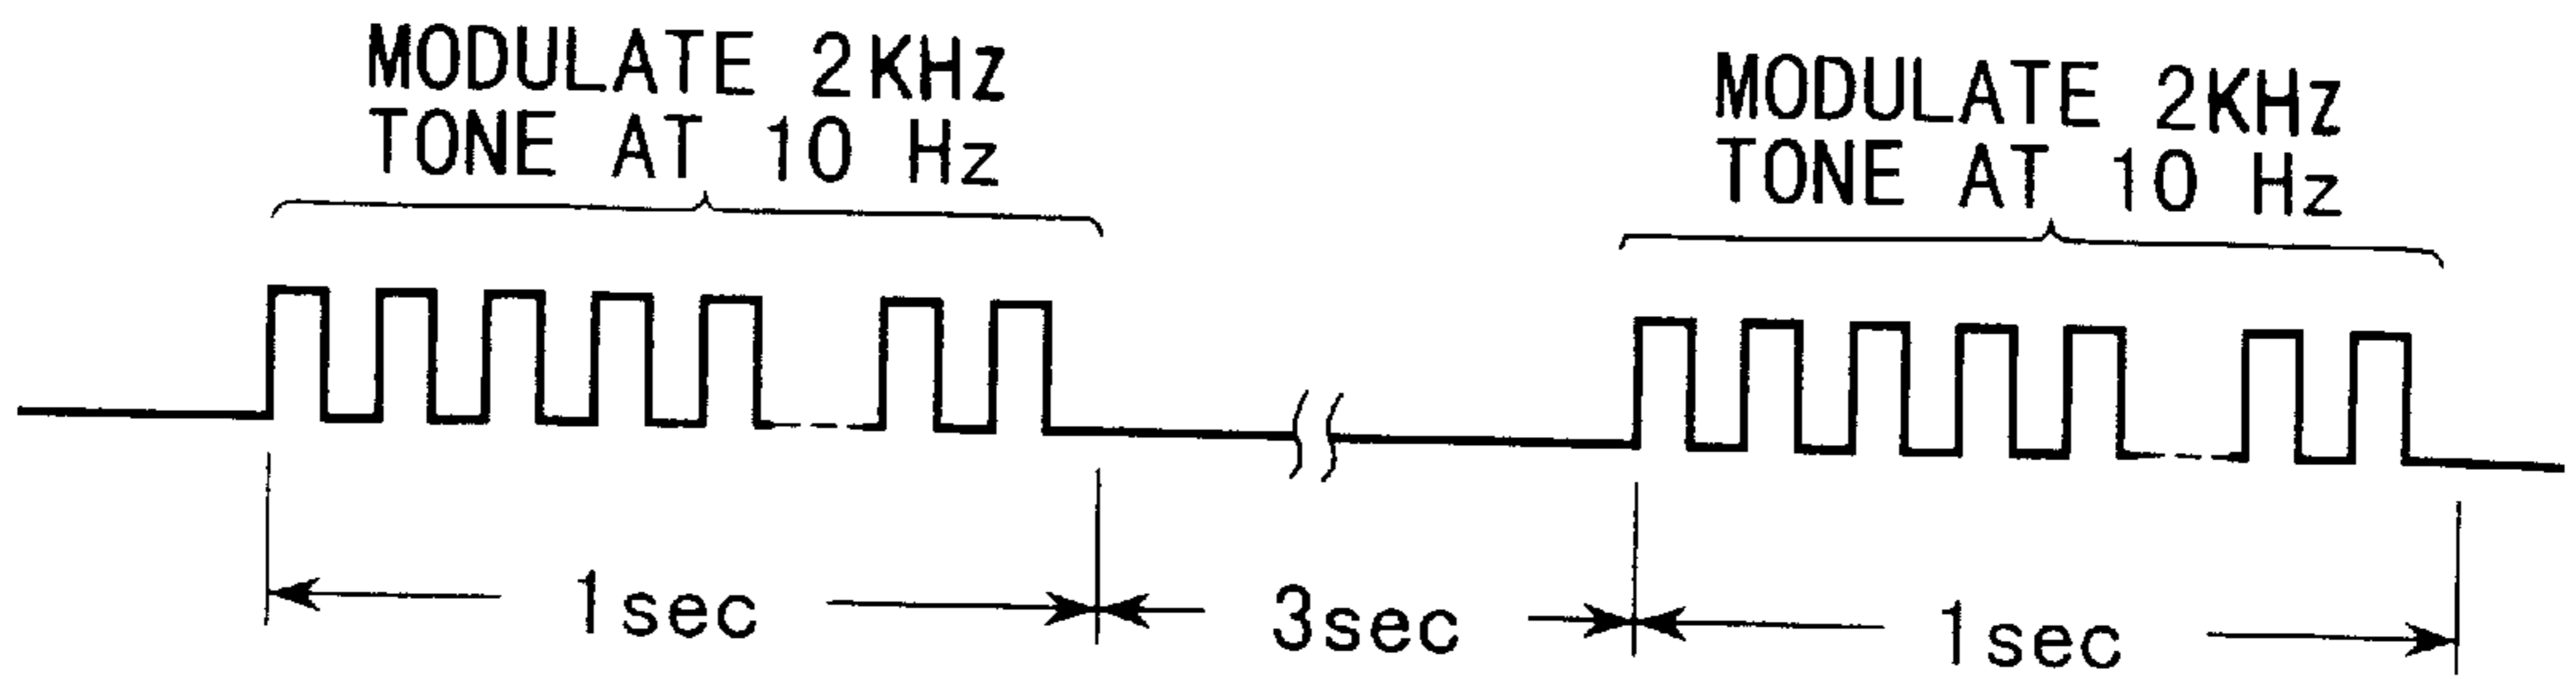 MODULATE 2KHz
TONE AT 10 Hz
MODULATE 2KHz
TONE AT 10 Hz
1sec
3sec
1sec